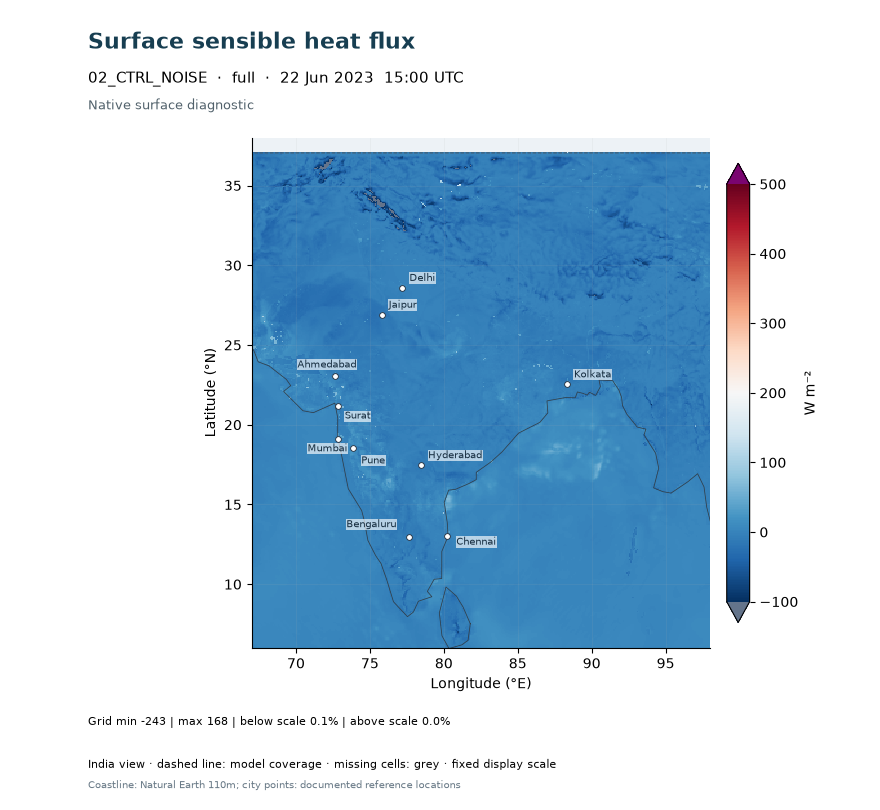 Surface sensible heat flux
02_CTRL_NOISE · full · 22 Jun 2023 15:00 UTC
Native surface diagnostic
35
30
25
20
15
10
Latitude (°N)
70 75 80 85 90 95
Longitude (°E)
Delhi
Jaipur
Ahmedabad
Kolkata
Surat
Mumbai
Pune
Hyderabad
Bengaluru
Chennai
500
400
300
200
100
0
−100
W m⁻²
Grid min -243 | max 168 | below scale 0.1% | above scale 0.0%
India view · dashed line: model coverage · missing cells: grey · fixed display scale
Coastline: Natural Earth 110m; city points: documented reference locations